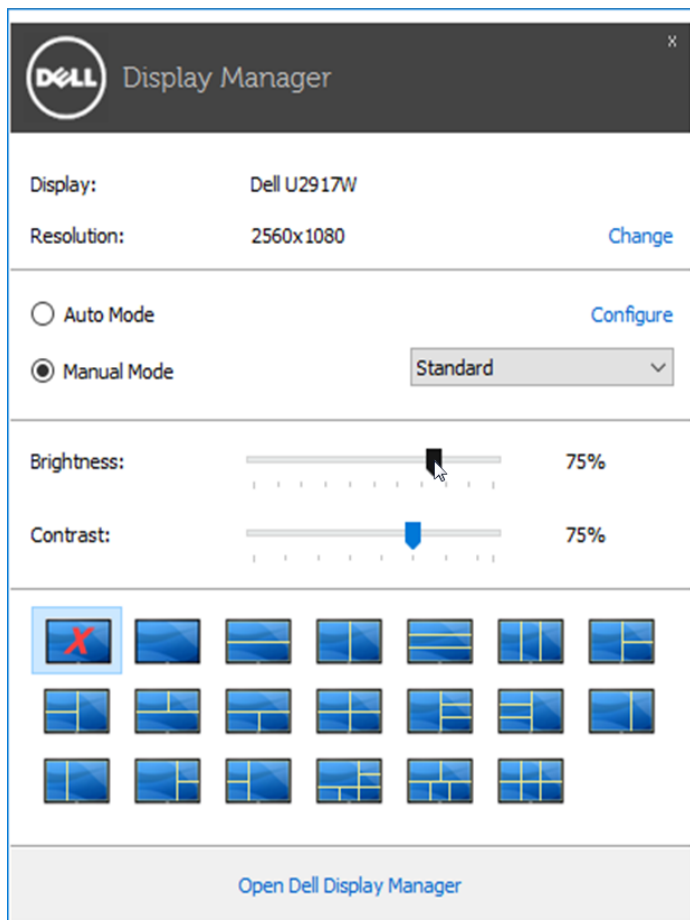 x
DELL Display Manager
Display: Dell U2917W
Resolution: 2560x1080 Change
Auto Mode Configure
Manual Mode Standard
Brightness: 75%
Contrast: 75%
X
Open Dell Display Manager